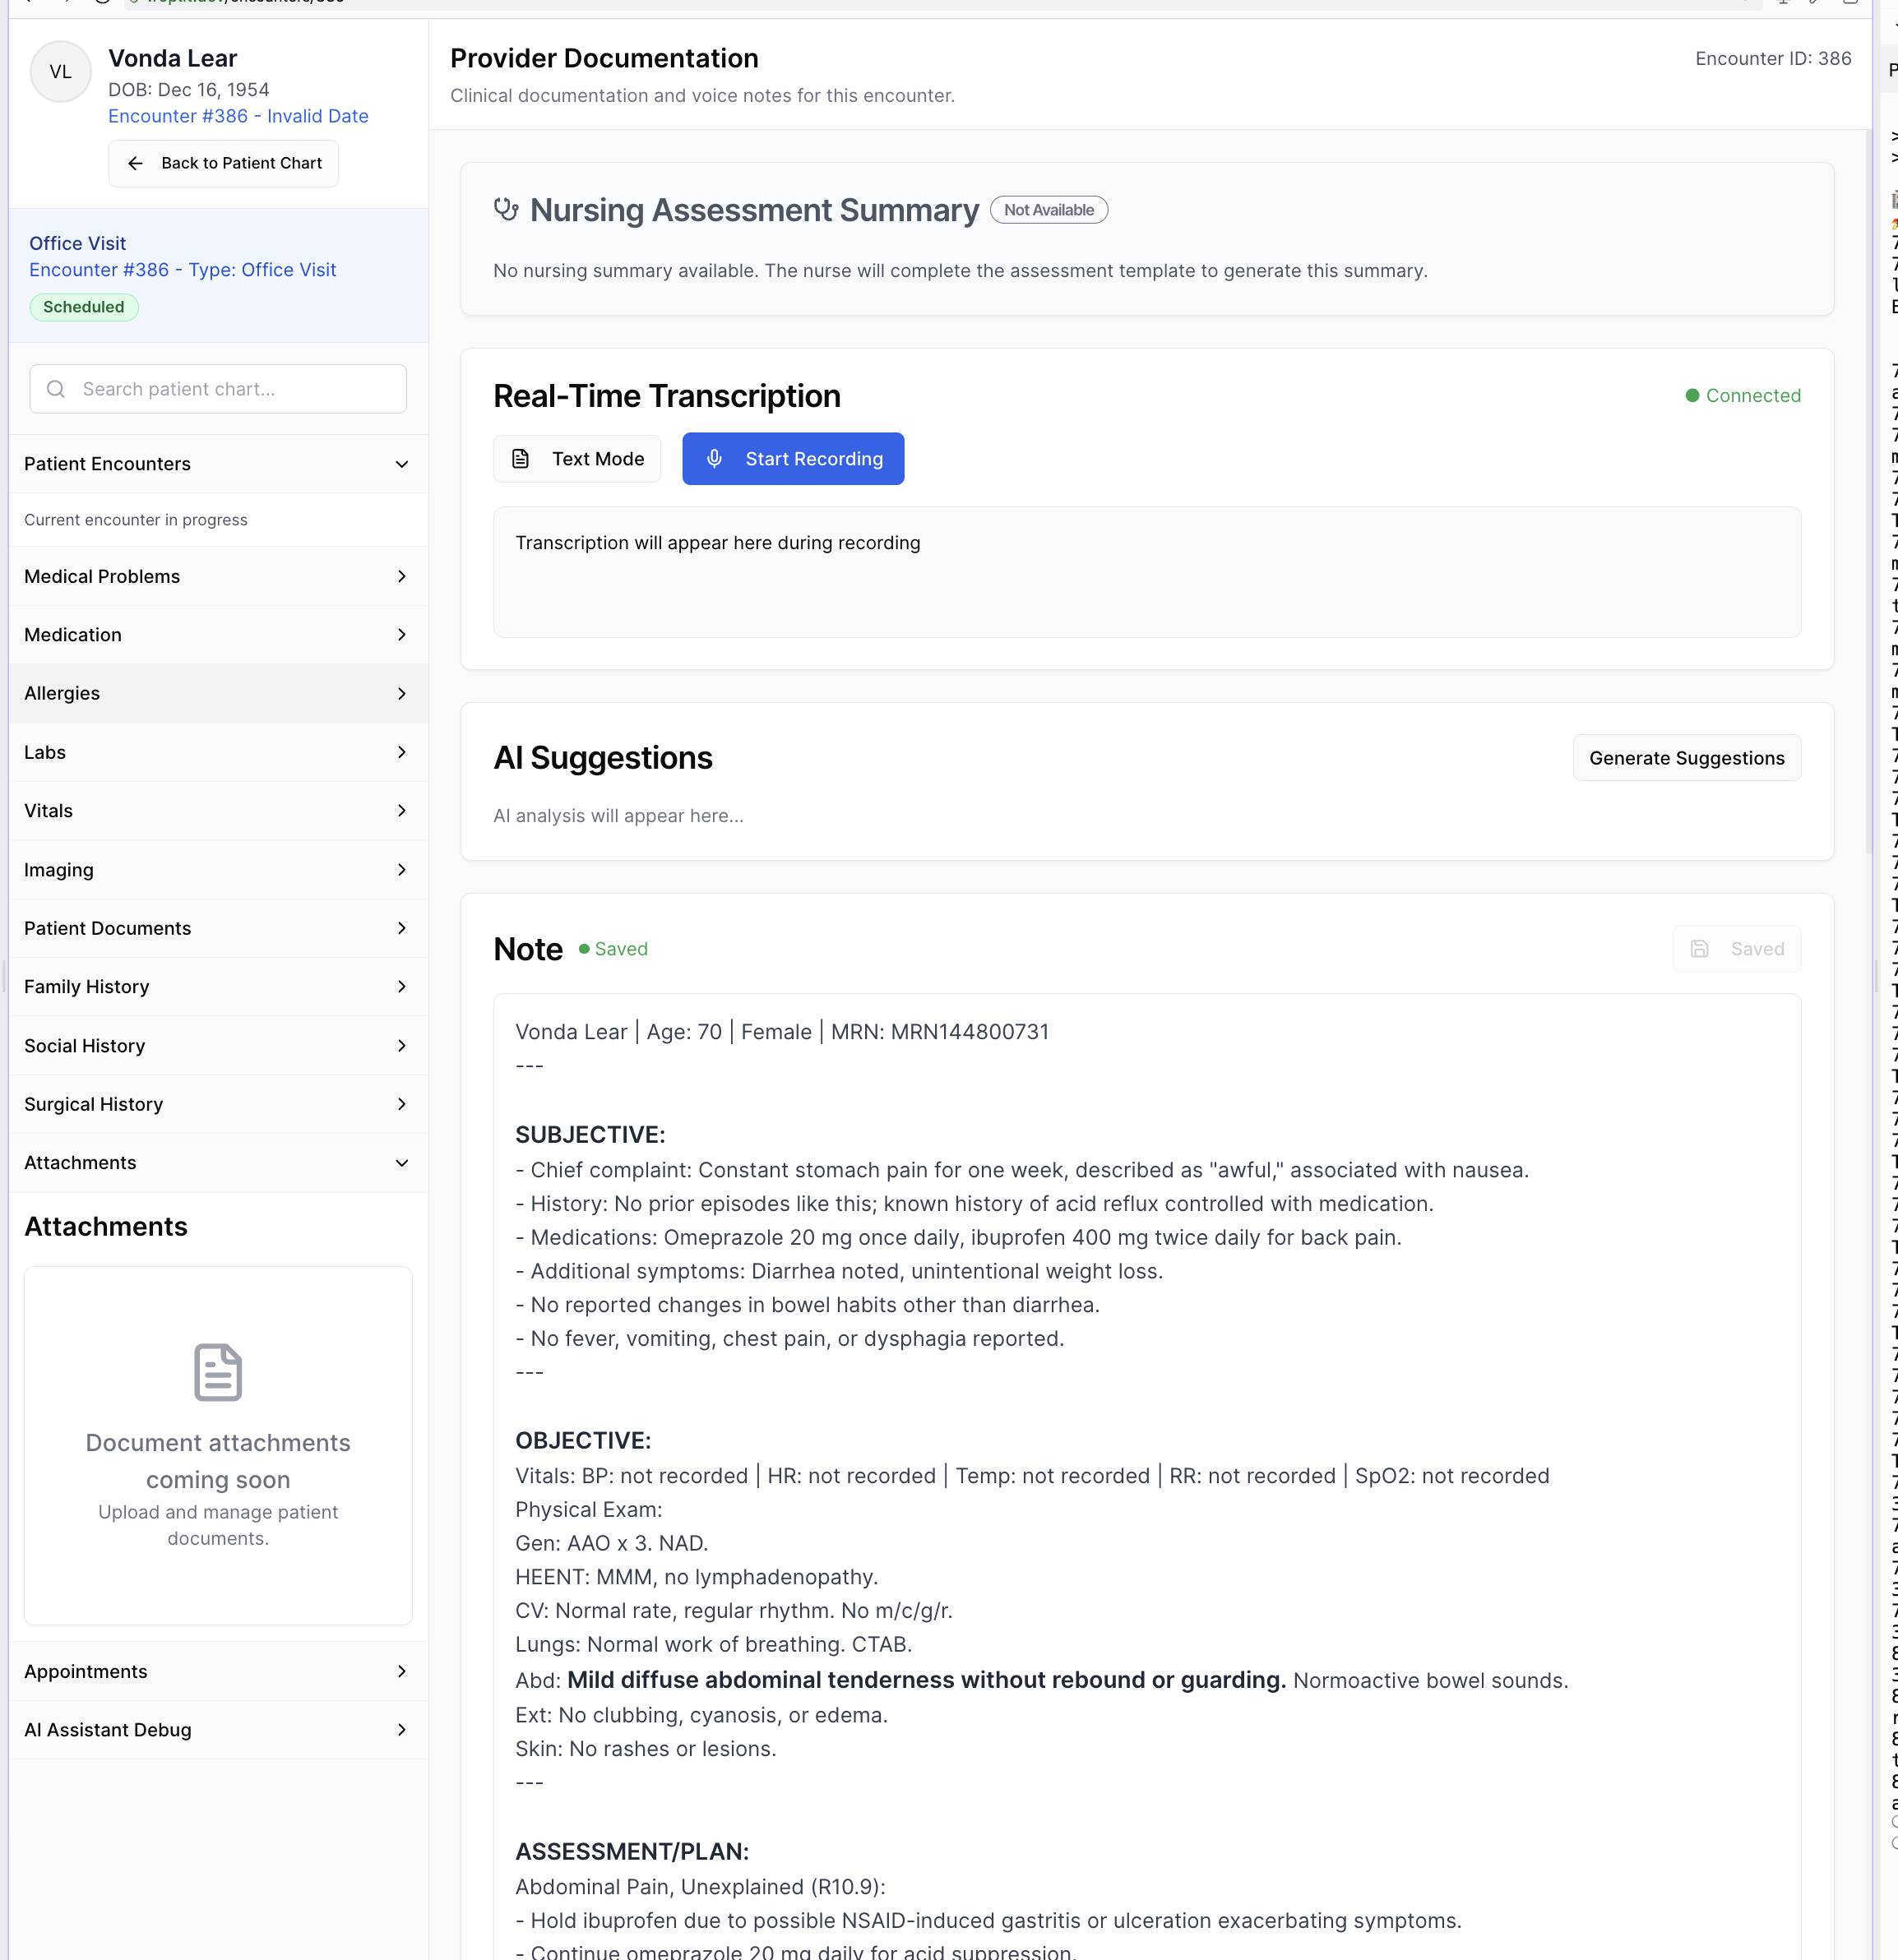 VL
Vonda Lear
DOB: Dec 16, 1954
Encounter #386 - Invalid Date
Back to Patient Chart
Office Visit
Encounter #386 - Type: Office Visit
Scheduled
Search patient chart...
Patient Encounters
Current encounter in progress
Medical Problems
Medication
Allergies
Labs
Vitals
Imaging
Patient Documents
Family History
Social History
Surgical History
Attachments
Attachments
Document attachments
coming soon
Upload and manage patient
documents.
Appointments
AI Assistant Debug
Provider Documentation
Encounter ID: 386
Clinical documentation and voice notes for this encounter.
Nursing Assessment Summary Not Available
No nursing summary available. The nurse will complete the assessment template to generate this summary.
Real-Time Transcription
Connected
Text Mode
Start Recording
Transcription will appear here during recording
AI Suggestions
Generate Suggestions
AI analysis will appear here...
Note Saved
Saved
Vonda Lear | Age: 70 | Female | MRN: MRN144800731
---
SUBJECTIVE:
- Chief complaint: Constant stomach pain for one week, described as "awful," associated with nausea.
- History: No prior episodes like this; known history of acid reflux controlled with medication.
- Medications: Omeprazole 20 mg once daily, ibuprofen 400 mg twice daily for back pain.
- Additional symptoms: Diarrhea noted, unintentional weight loss.
- No reported changes in bowel habits other than diarrhea.
- No fever, vomiting, chest pain, or dysphagia reported.
---
OBJECTIVE:
Vitals: BP: not recorded | HR: not recorded | Temp: not recorded | RR: not recorded | SpO2: not recorded
Physical Exam:
Gen: AAO x 3. NAD.
HEENT: MMM, no lymphadenopathy.
CV: Normal rate, regular rhythm. No m/c/g/r.
Lungs: Normal work of breathing. CTAB.
Abd: Mild diffuse abdominal tenderness without rebound or guarding. Normoactive bowel sounds.
Ext: No clubbing, cyanosis, or edema.
Skin: No rashes or lesions.
---
ASSESSMENT/PLAN:
Abdominal Pain, Unexplained (R10.9):
- Hold ibuprofen due to possible NSAID-induced gastritis or ulceration exacerbating symptoms.
- Continue omeprazole 20 mg daily for acid suppression.